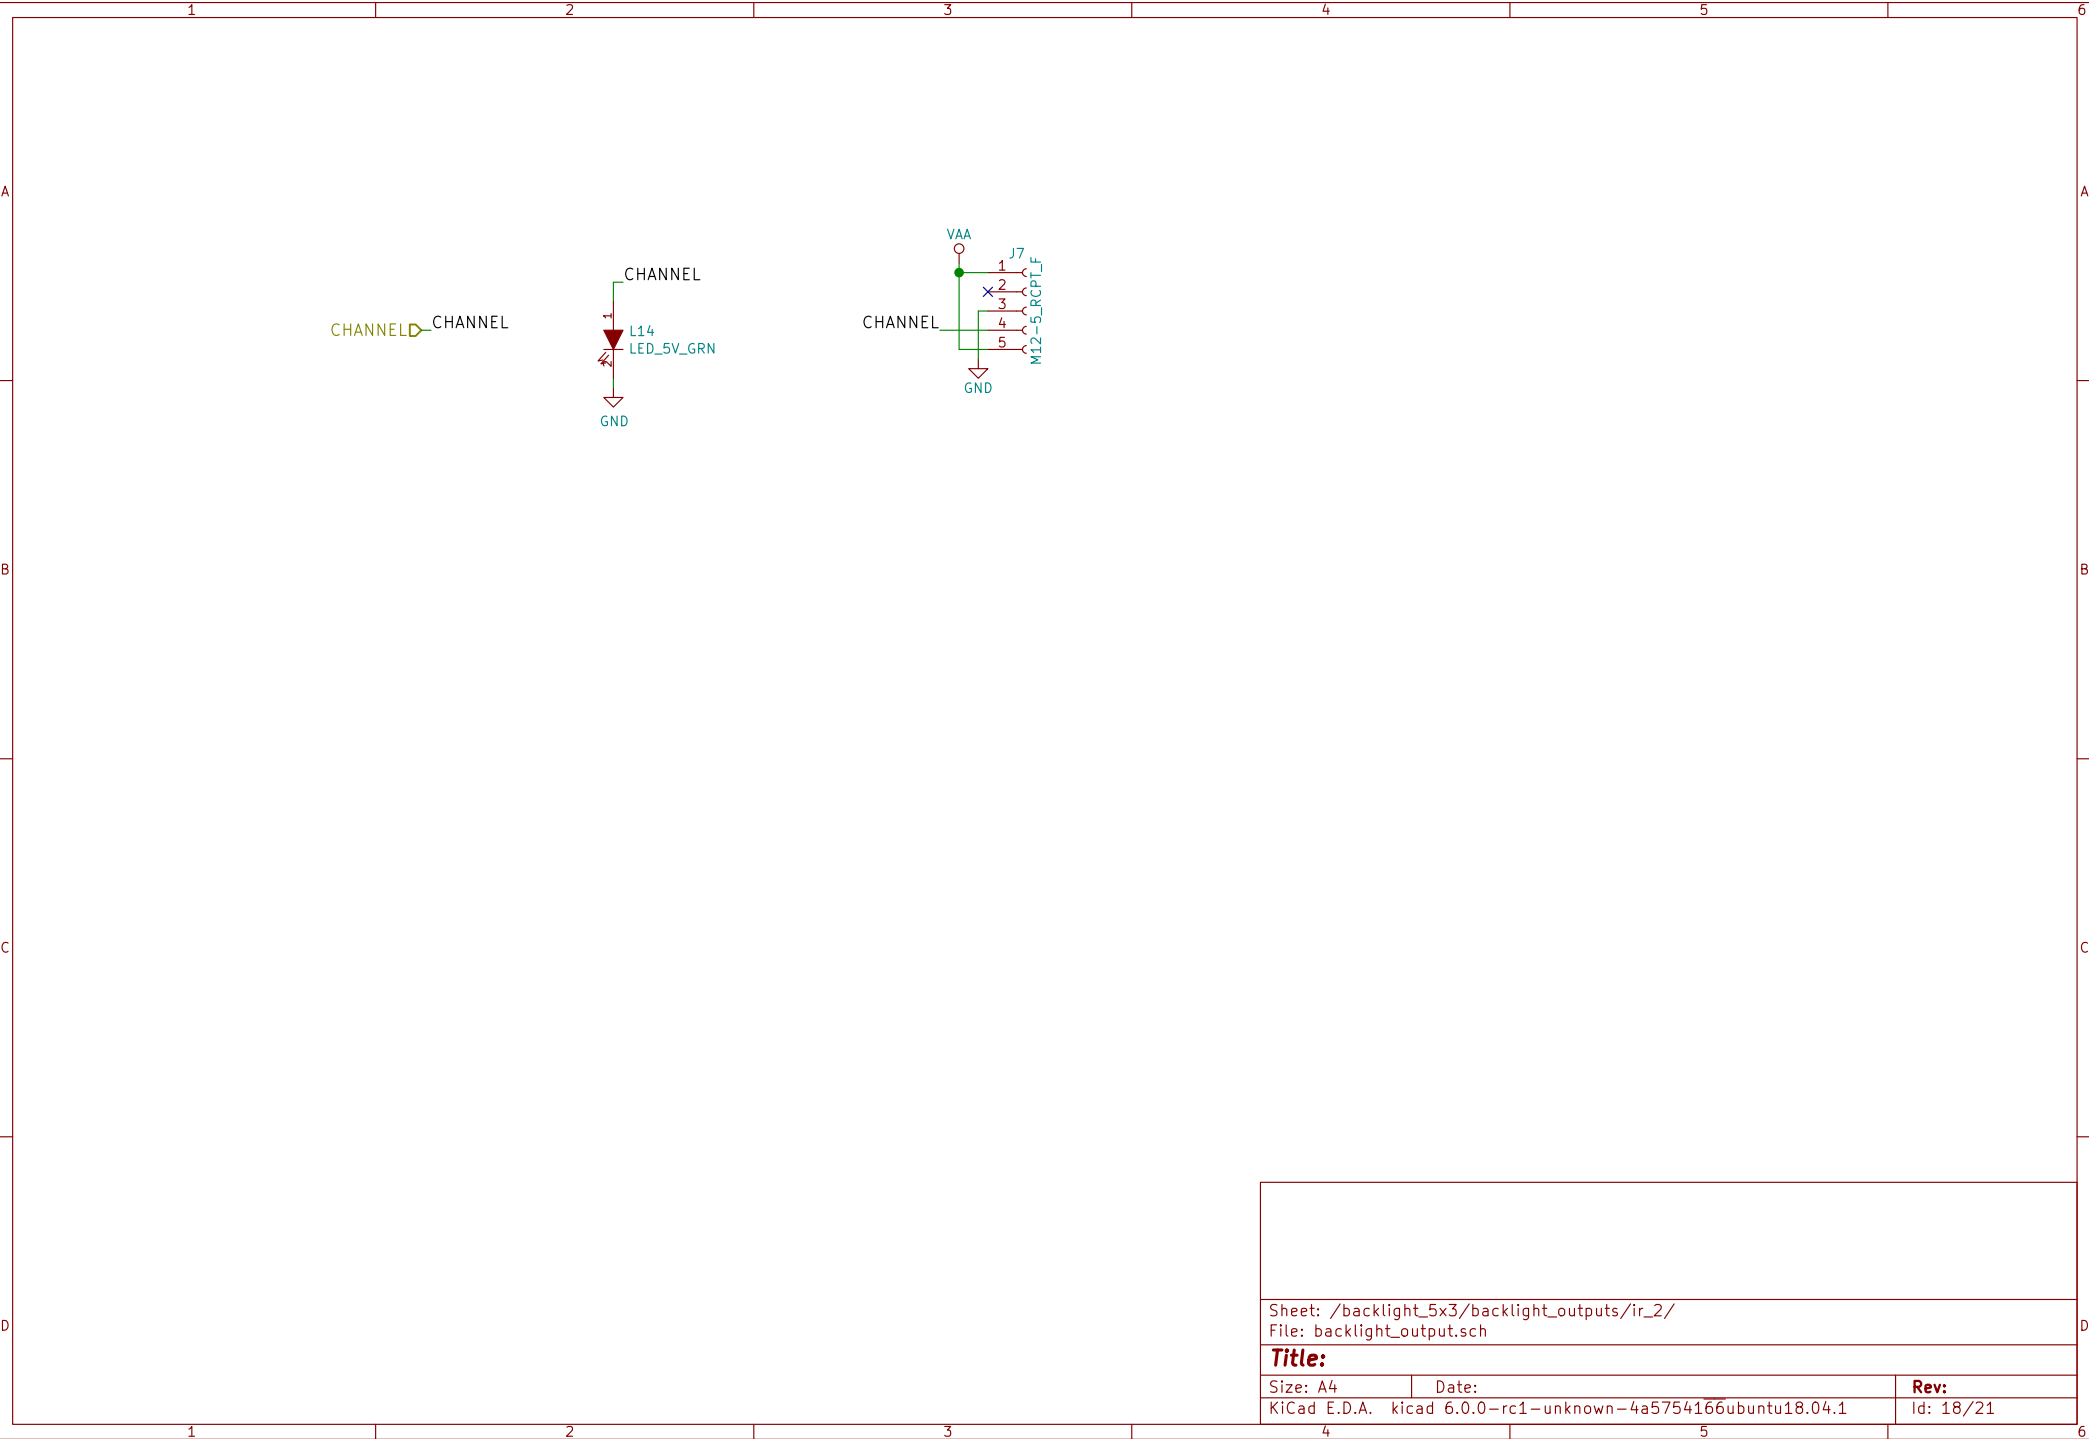 1 2 3 4 5 6
A A
VAA
J7
CHANNEL
1
2
3
4
5
M12-5_RCPT_F
CHANNEL
CHANNEL
CHANNEL
1
L14
LED_5V_GRN
2
GND
GND
B B
C C
Sheet: /backlight_5x3/backlight_outputs/ir_2/
File: backlight_output.sch
D D
Title:
Size: A4 Date: Rev:
KiCad E.D.A. kicad 6.0.0-rc1-unknown-4a5754166ubuntu18.04.1 Id: 18/21
1 2 3 4 5 6